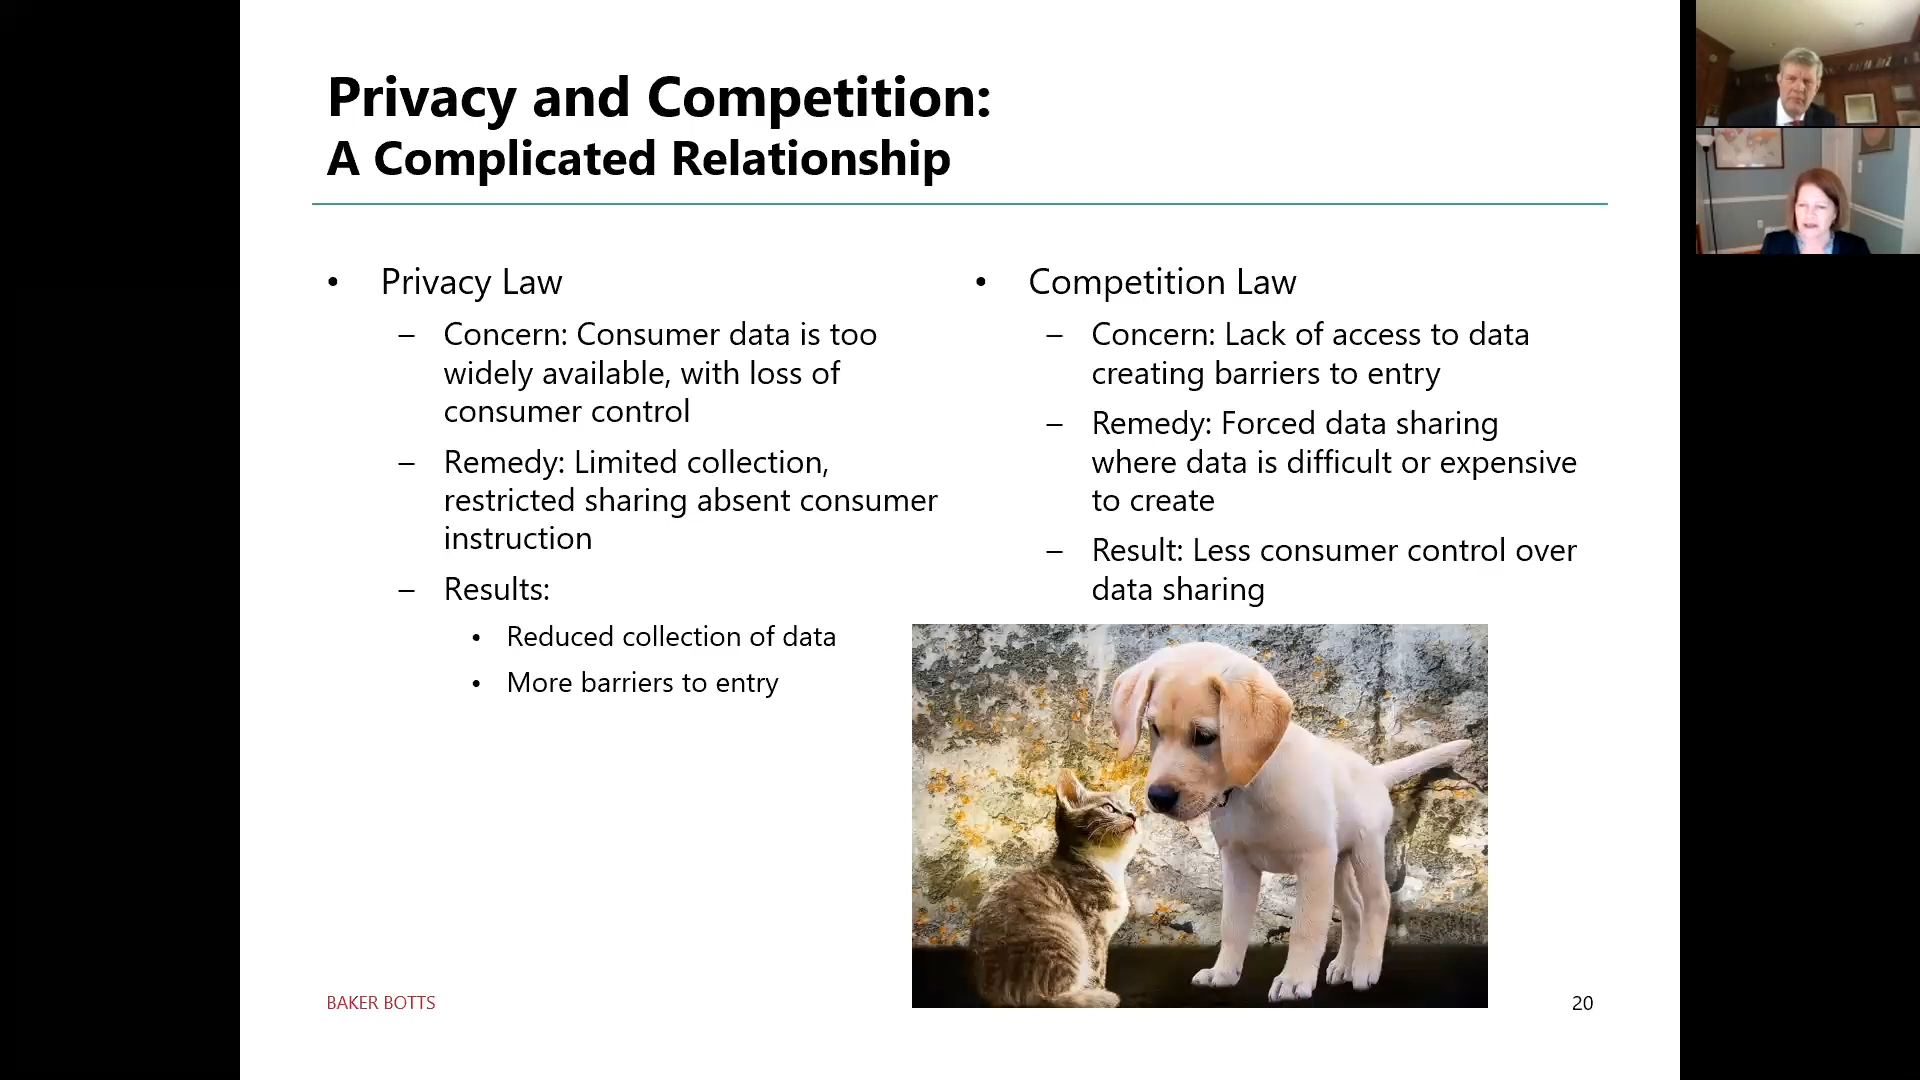 Privacy and Competition:
A Complicated Relationship
• Privacy Law
– Concern: Consumer data is too
widely available, with loss of
consumer control
– Remedy: Limited collection,
restricted sharing absent consumer
instruction
– Results:
• Reduced collection of data
• More barriers to entry
• Competition Law
– Concern: Lack of access to data
creating barriers to entry
– Remedy: Forced data sharing
where data is difficult or expensive
to create
– Result: Less consumer control over
data sharing
BAKER BOTTS
20